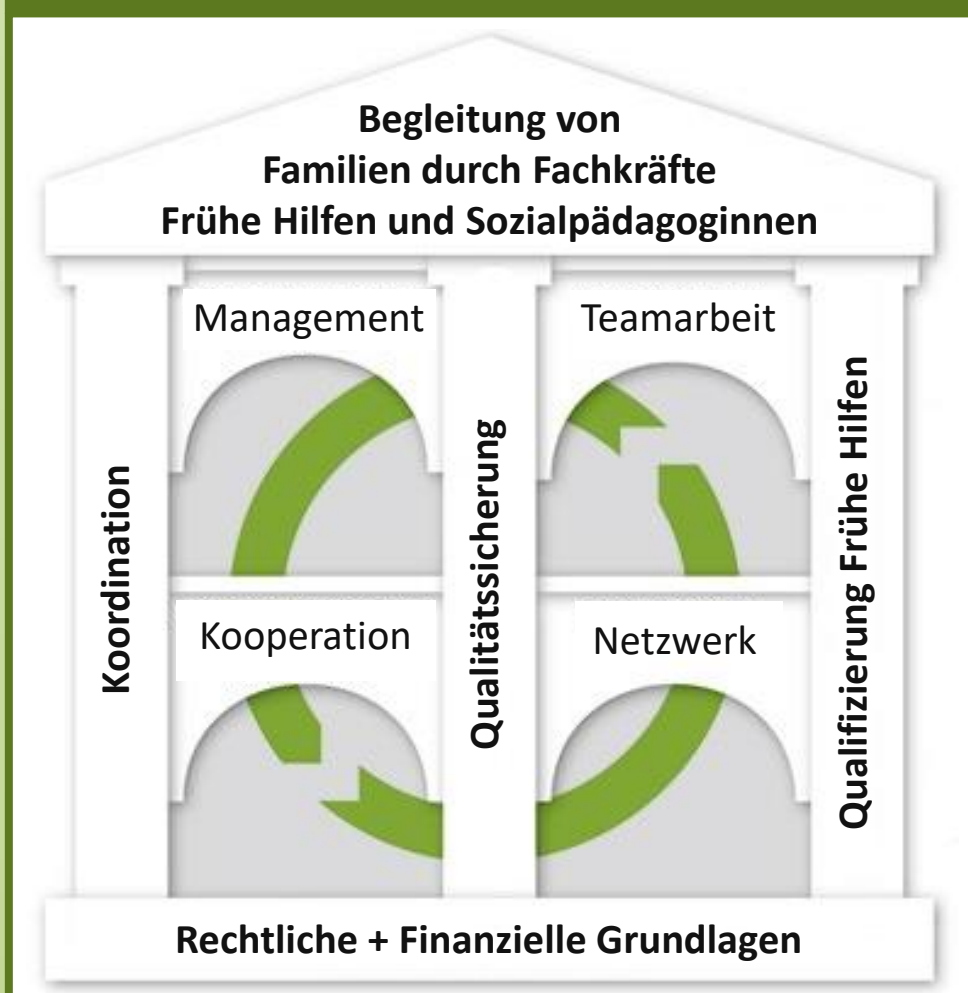 Begleitung von
Familien durch Fachkräfte
Frühe Hilfen und Sozialpädagoginnen
Management
Teamarbeit
Koordination
Qualitätssicherung
Qualifizierung Frühe Hilfen
Kooperation
Netzwerk
Rechtliche + Finanzielle Grundlagen